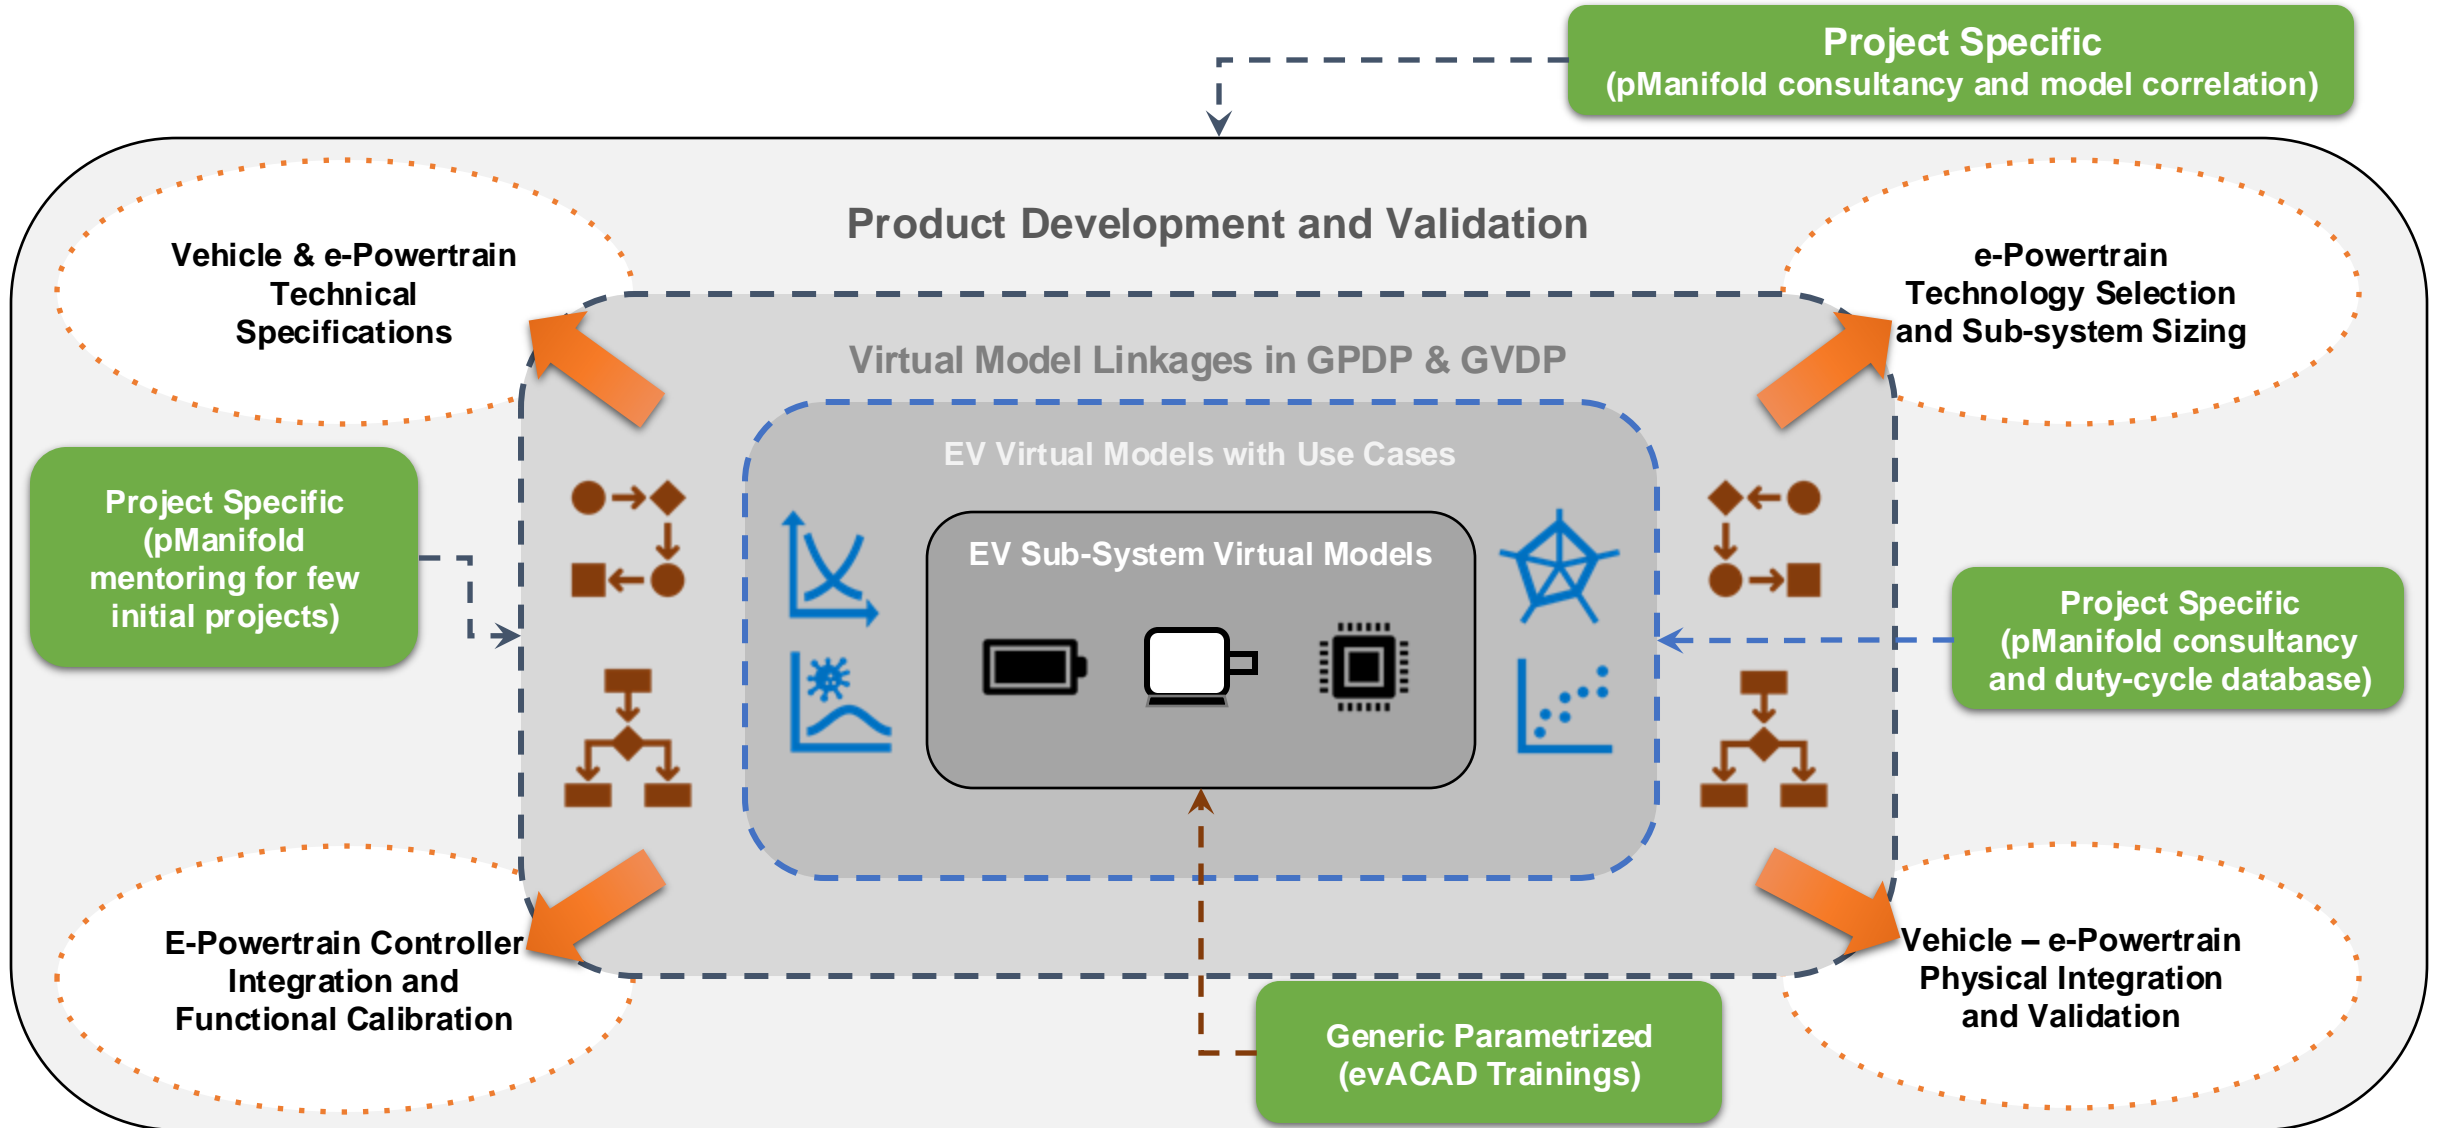 Project Specific
(pManifold consultancy and model correlation)
Product Development and Validation
Vehicle & e-Powertrain
Technical
Specifications
e-Powertrain
Technology Selection
and Sub-system Sizing
Virtual Model Linkages in GPDP & GVDP
EV Virtual Models with Use Cases
Project Specific
(pManifold
mentoring for few
initial projects)
EV Sub-System Virtual Models
Project Specific
(pManifold consultancy
and duty-cycle database)
E-Powertrain Controller
Integration and
Functional Calibration
Vehicle – e-Powertrain
Physical Integration
and Validation
Generic Parametrized
(evACAD Trainings)